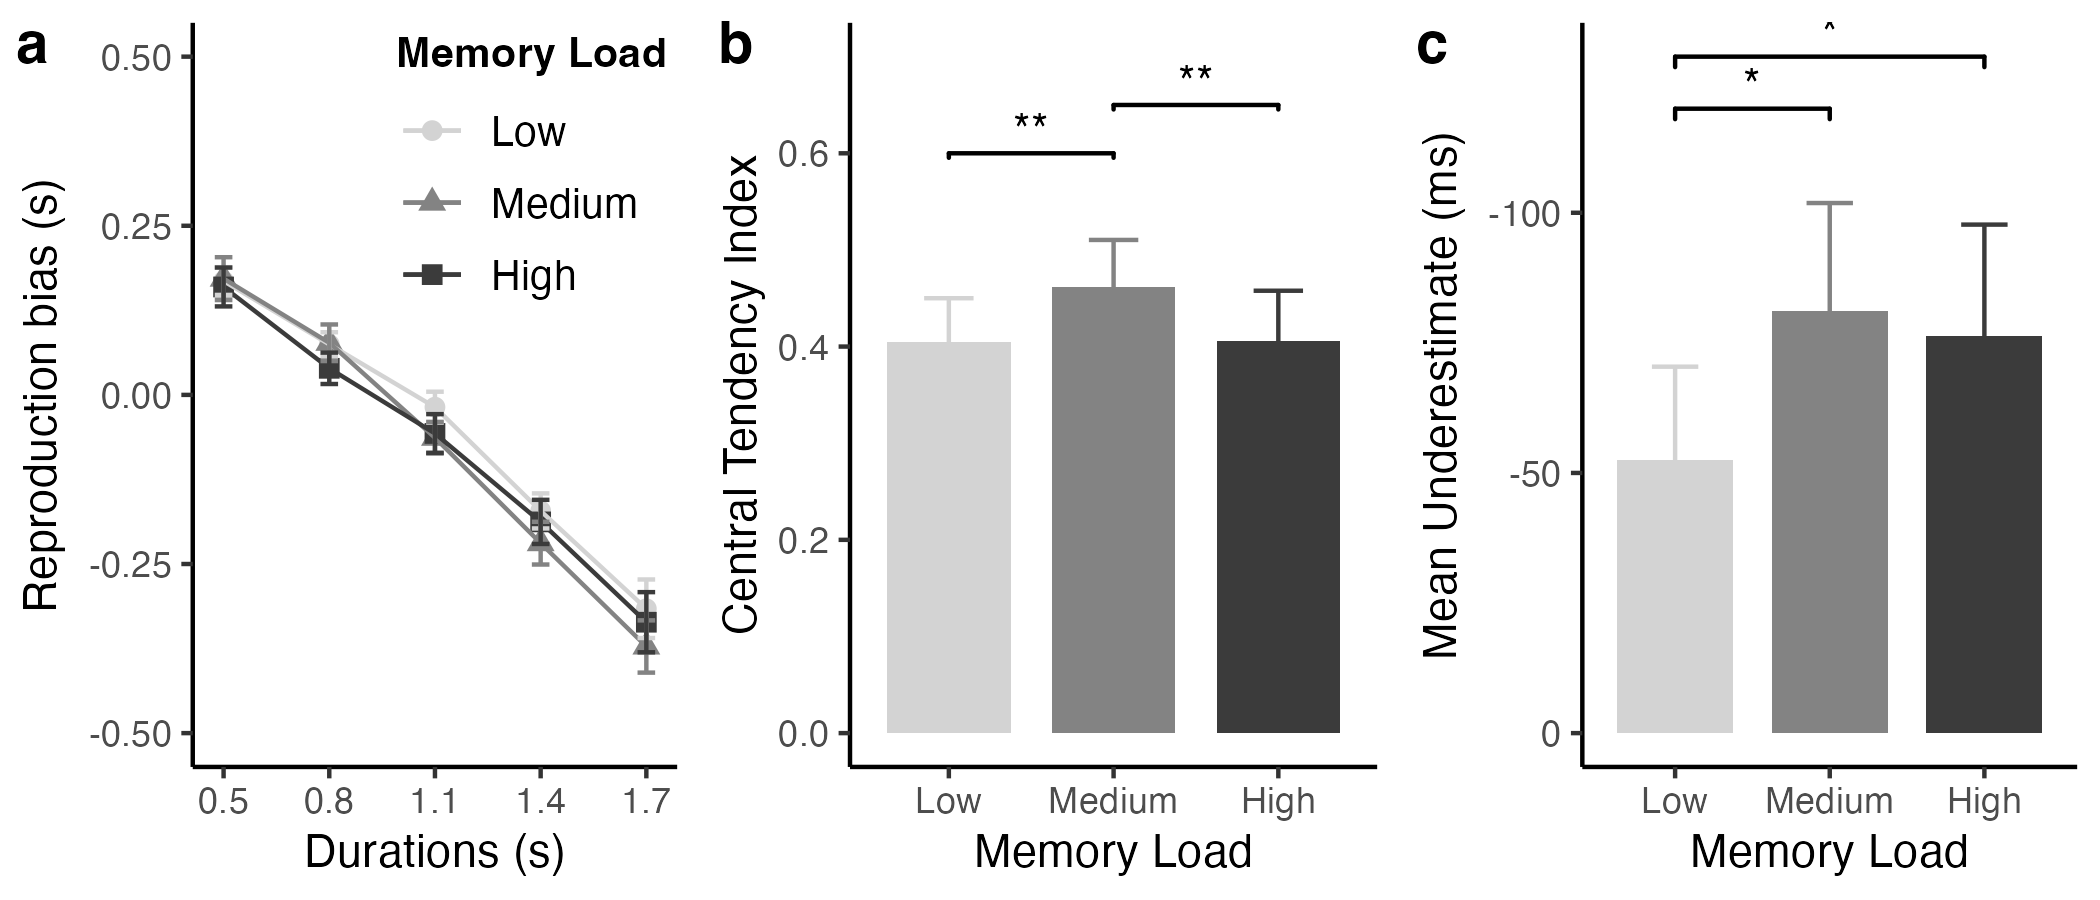 a
Reproduction bias (s)
0.50
0.25
0.00
-0.25
-0.50
Memory Load
Low
Medium
High
0.5 0.8 1.1 1.4 1.7
Durations (s)
b
Central Tendency Index
0.6
0.4
0.2
0.0
**
**
Low Medium High
Memory Load
c
Mean Underestimate (ms)
-100
-50
0
*
Low Medium High
Memory Load